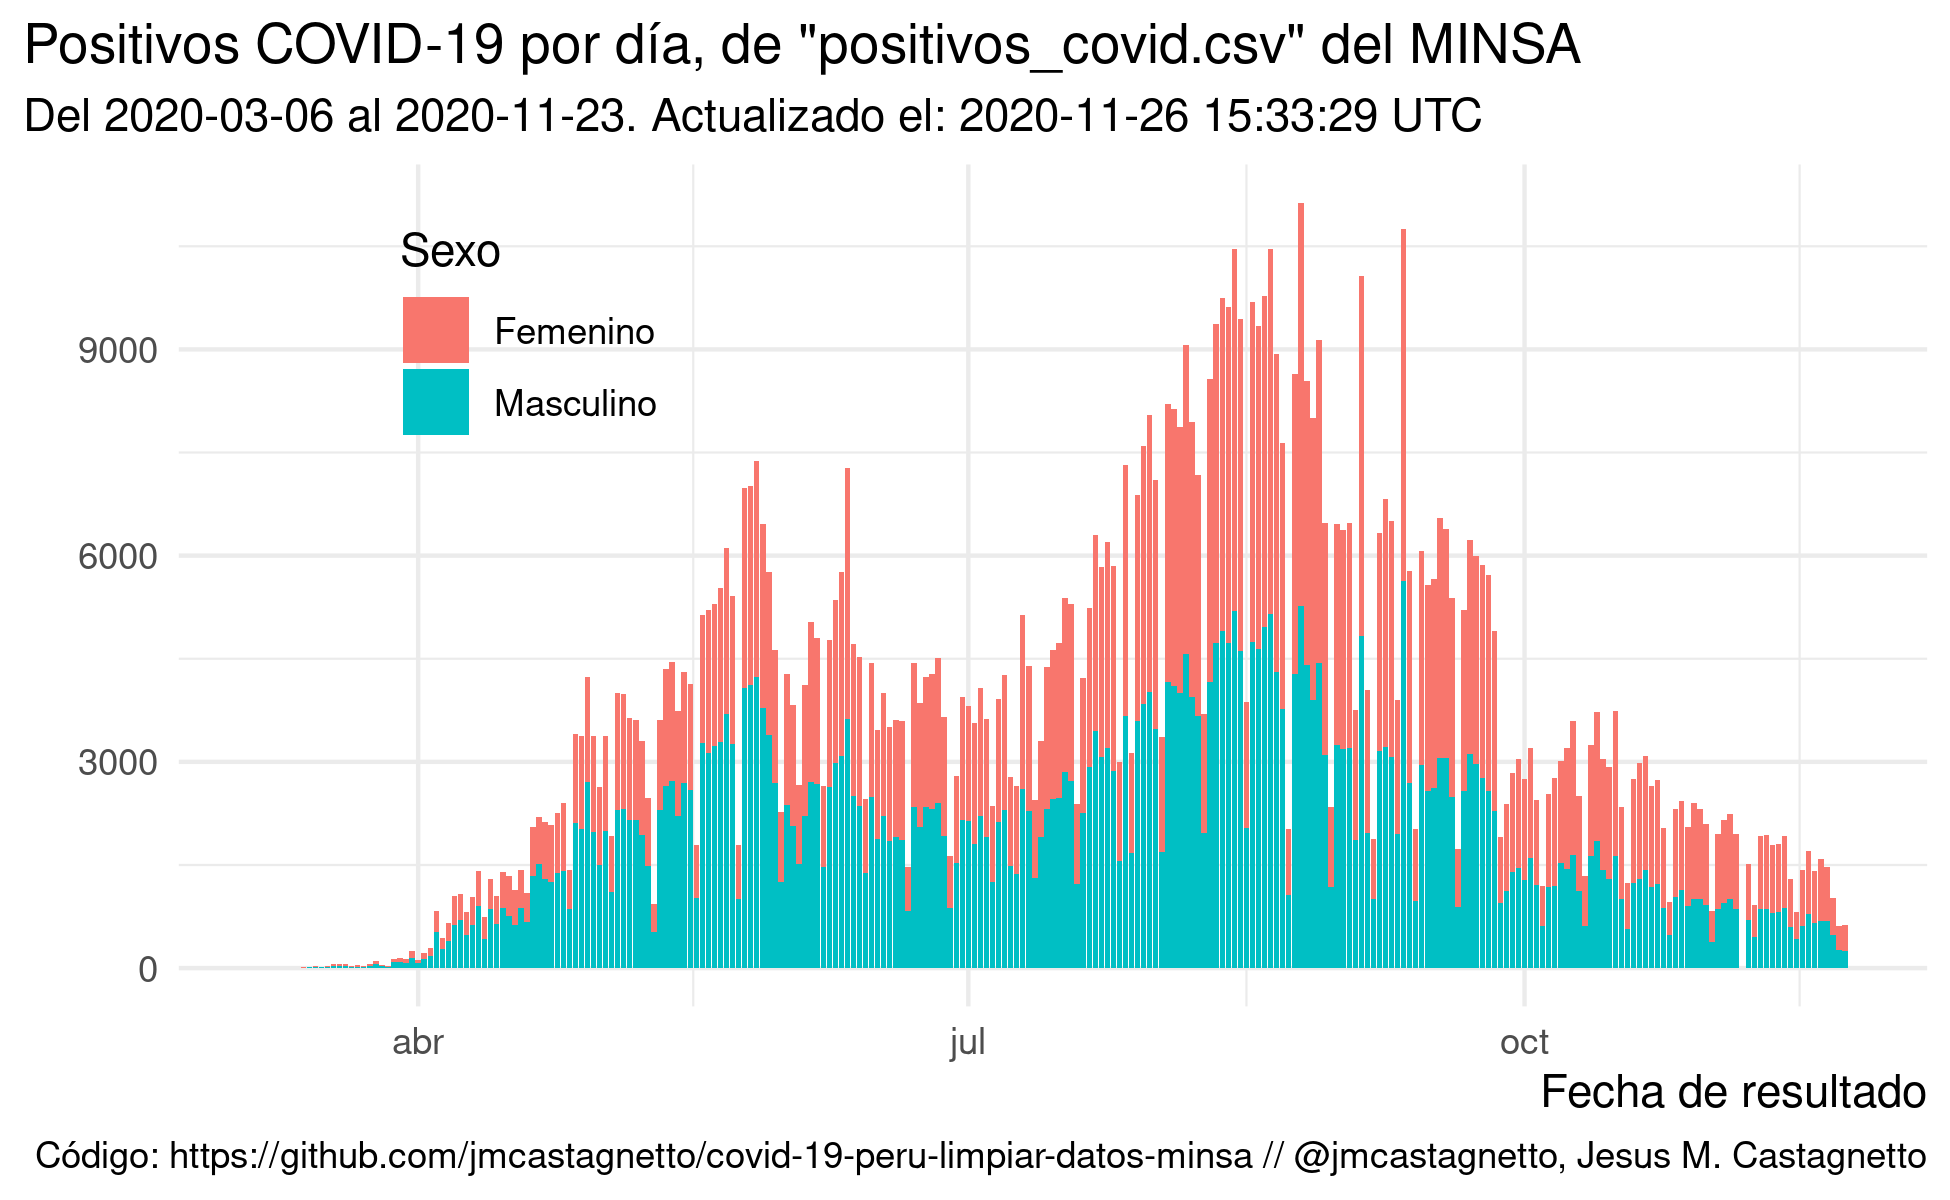 Positivos COVID-19 por día, de "positivos_covid.csv" del MINSA
Del 2020-03-06 al 2020-11-23. Actualizado el: 2020-11-26 15:33:29 UTC
Sexo
Femenino
Masculino
9000
6000
3000
0
abr jul oct
Fecha de resultado
Código: https://github.com/jmcastagnetto/covid-19-peru-limpiar-datos-minsa // @jmcastagnetto, Jesus M. Castagnetto